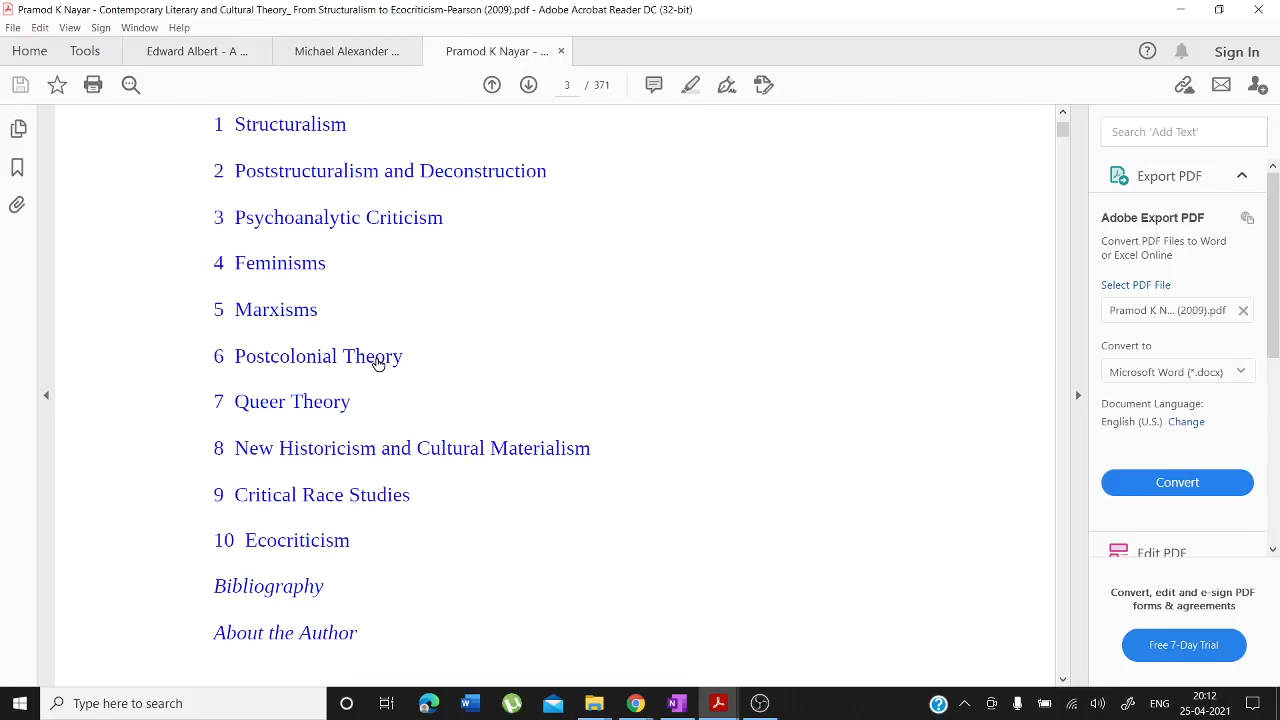 Pramod K Nayar - Contemporary Literary and Cultural Theory_ From Structuralism to Ecocriticism-Pearson (2009).pdf - Adobe Acrobat Reader DC (32-bit)
File Edit View Sign Window Help
Home Tools Edward Albert - A ... Michael Alexander ... Pramod K Nayar - ... × Sign In
3 / 371
1 Structuralism
2 Poststructuralism and Deconstruction
3 Psychoanalytic Criticism
4 Feminisms
5 Marxisms
6 Postcolonial Theory
7 Queer Theory
8 New Historicism and Cultural Materialism
9 Critical Race Studies
10 Ecocriticism
Bibliography
About the Author
Search 'Add Text'
Export PDF
Adobe Export PDF
Convert PDF Files to Word
or Excel Online
Select PDF File
Pramod K N... (2009).pdf
Convert to
Microsoft Word (*.docx)
Document Language:
English (U.S.) Change
Convert
Edit PDF
Convert, edit and e-sign PDF
forms & agreements
Free 7-Day Trial
Type here to search
ENG
20:12
25-04-2021